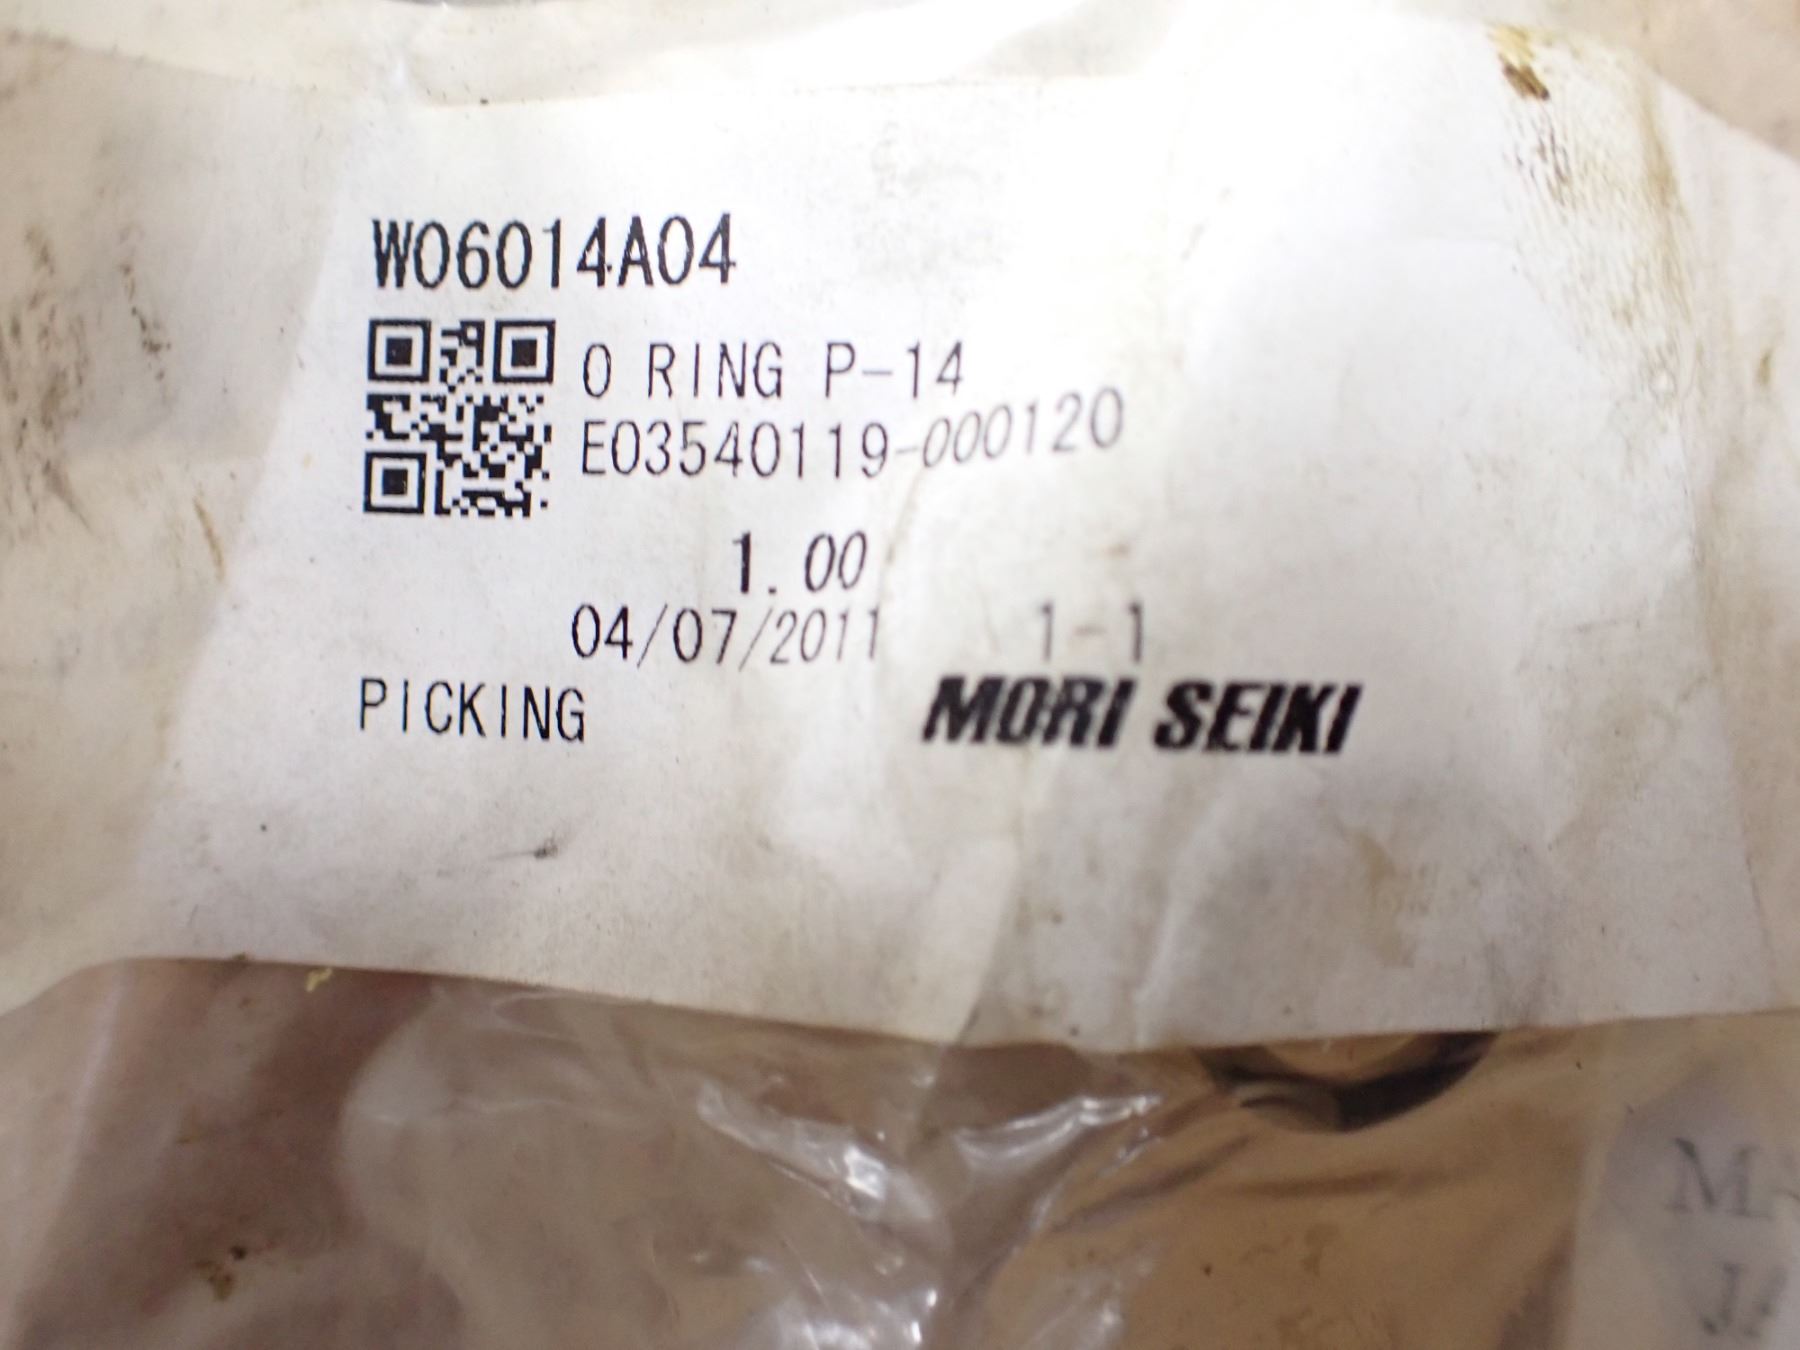 W06014A04
O RING P-14
E03540119-000120
1.00
04/07/2011 1-1
PICKING MORI SEIKI
M